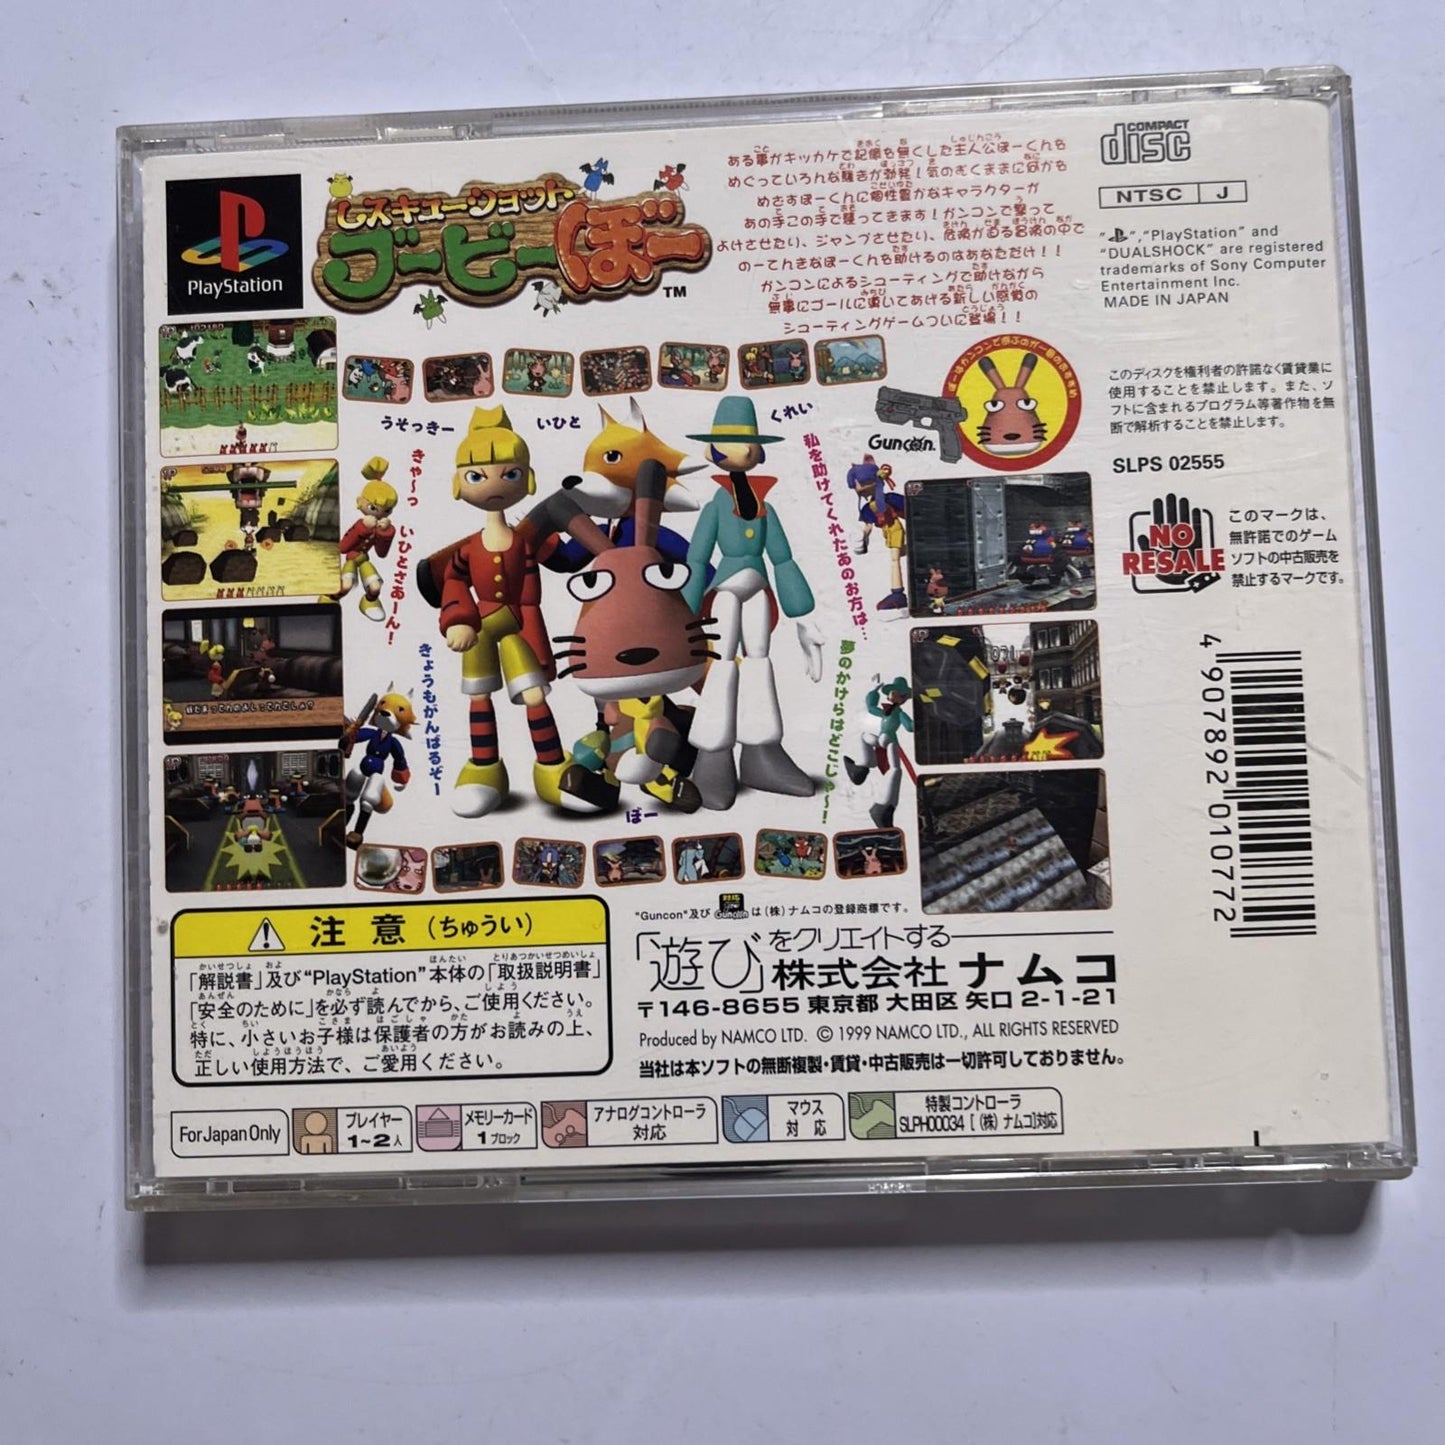 PlayStation
レスキューショット
ブービーぼー
TM
ある事がキッカケで記憶を無くした主人公ぼーくんを
めぐっていろんな騒ぎが勃発!気のむくままに何かを
めざすぼーくんに個性豊かなキャラクターが
あの手この手で襲ってきます!ガンコンで撃って
よけさせたり、ジャンプさせたり、危険が迫る冒険の中で
のーてんきなぼーくんを助けるのはあなただけ!!
ガンコンによるシューティングで助けながら
無事にゴールに導いてあげる新しい感覚の
シューティングゲームついに登場!!
COMPACT
disc
NTSC J
"PlayStation" and
"DUALSHOCK" are registered
trademarks of Sony Computer
Entertainment Inc.
MADE IN JAPAN
このディスクを権利者の許諾なく賃貸業に
使用することを禁止します。また、ソ
フトに含まれるプログラム等著作物を無
断で解析することを禁止します。
SLPS 02555
NO
RESALE
このマークは、
無許諾でのゲーム
ソフトの中古販売を
禁止するマークです。
4 907892 010772
Guncon
うそっきー
いひと
くれい
きゃ〜っ いひとさあーん!
きょうもがんばるぞー
私を助けてくれたあのお方は…
夢のかけらはどこじゃ〜!
ぼー
注意(ちゅうい)
「解説書」及び"PlayStation"本体の「取扱説明書」
「安全のために」を必ず読んでから、ご使用ください。
特に、小さいお子様は保護者の方がお読みの上、
正しい使用方法で、ご愛用ください。
"Guncon"及び Guncon は(株)ナムコの登録商標です。
「遊び」をクリエイトする
株式会社ナムコ
〒146-8655 東京都 大田区 矢口 2-1-21
Produced by NAMCO LTD. © 1999 NAMCO LTD., ALL RIGHTS RESERVED
当社は本ソフトの無断複製・賃貸・中古販売は一切許可しておりません。
For Japan Only
プレイヤー
1~2人
メモリーカード
1ブロック
アナログコントローラ
対応
マウス
対応
特製コントローラ
SLPH00034[(株)ナムコ]対応